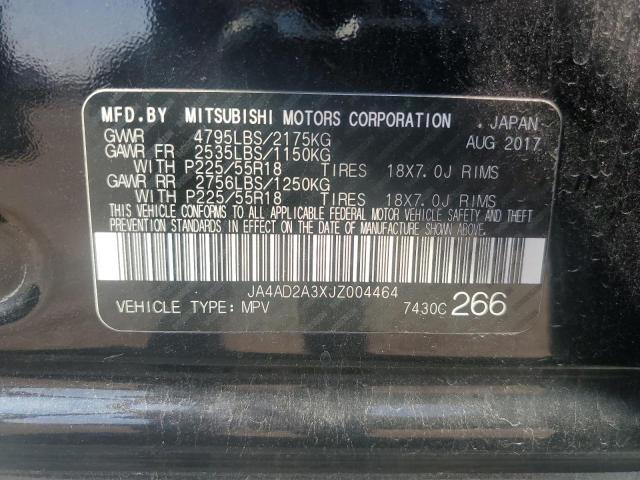 MFD.BY MITSUBISHI MOTORS CORPORATION . JAPAN
GVWR 4795LBS/2175KG AUG 2017
GAWR FR 2535LBS/1150KG
WITH P225/55R18 TIRES 18X7.0J RIMS
GAWR RR 2756LBS/1250KG
WITH P225/55R18 TIRES 18X7.0J RIMS
THIS VEHICLE CONFORMS TO ALL APPLICABLE FEDERAL MOTOR VEHICLE SAFETY AND THEFT
PREVENTION STANDARDS IN EFFECT ON THE DATE OF MANUFACTURE SHOWN ABOVE.
JA4AD2A3XJZ004464
VEHICLE TYPE: MPV 7430C 266